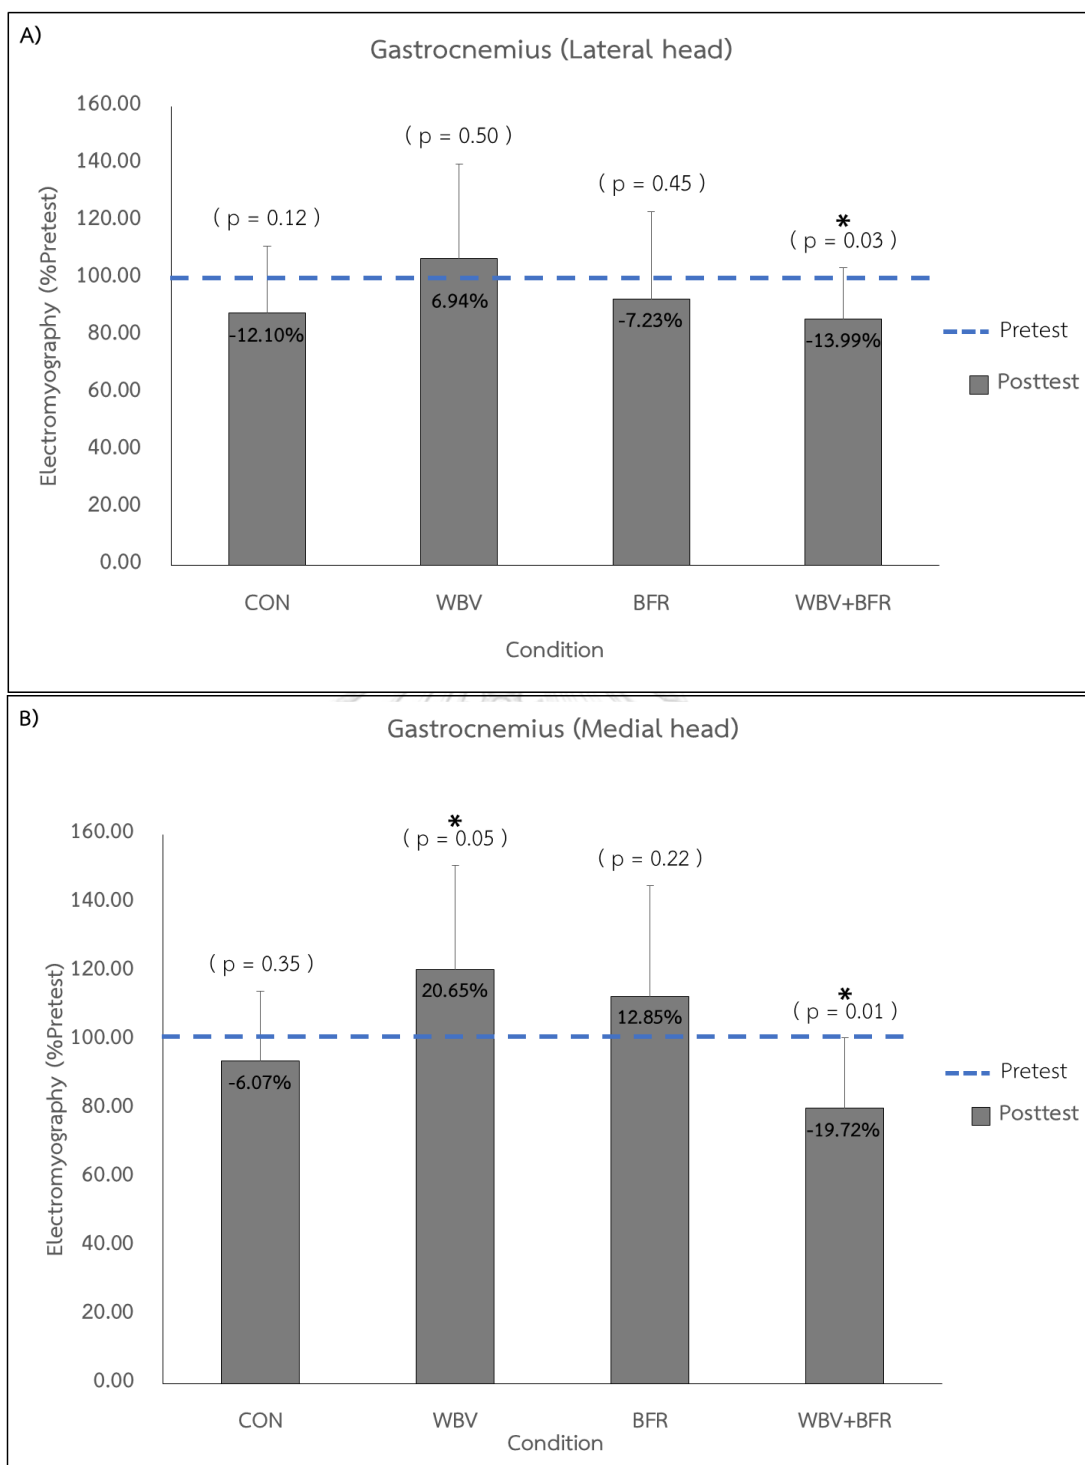 A)
Gastrocnemius (Lateral head)
Electromyography (%Pretest)
160.00
140.00
120.00
100.00
80.00
60.00
40.00
20.00
0.00
( p = 0.12 )
( p = 0.50 )
( p = 0.45 )
*
( p = 0.03 )
-12.10%
6.94%
-7.23%
-13.99%
Pretest
Posttest
CON WBV BFR WBV+BFR
Condition
B)
Gastrocnemius (Medial head)
Electromyography (%Pretest)
160.00
140.00
120.00
100.00
80.00
60.00
40.00
20.00
0.00
( p = 0.35 )
*
( p = 0.05 )
( p = 0.22 )
*
( p = 0.01 )
-6.07%
20.65%
12.85%
-19.72%
Pretest
Posttest
CON WBV BFR WBV+BFR
Condition